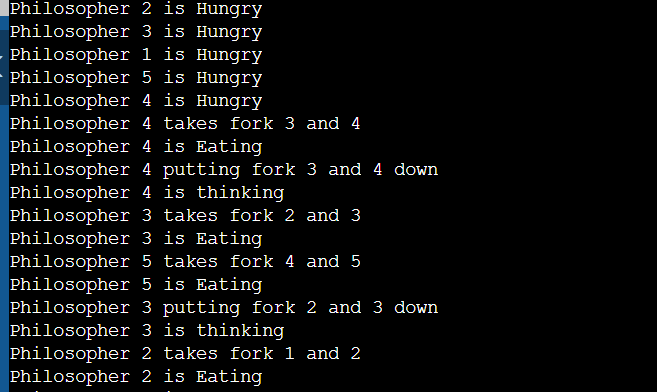 Philosopher 2 is Hungry
Philosopher 3 is Hungry
Philosopher 1 is Hungry
Philosopher 5 is Hungry
Philosopher 4 is Hungry
Philosopher 4 takes fork 3 and 4
Philosopher 4 is Eating
Philosopher 4 putting fork 3 and 4 down
Philosopher 4 is thinking
Philosopher 3 takes fork 2 and 3
Philosopher 3 is Eating
Philosopher 5 takes fork 4 and 5
Philosopher 5 is Eating
Philosopher 3 putting fork 2 and 3 down
Philosopher 3 is thinking
Philosopher 2 takes fork 1 and 2
Philosopher 2 is Eating